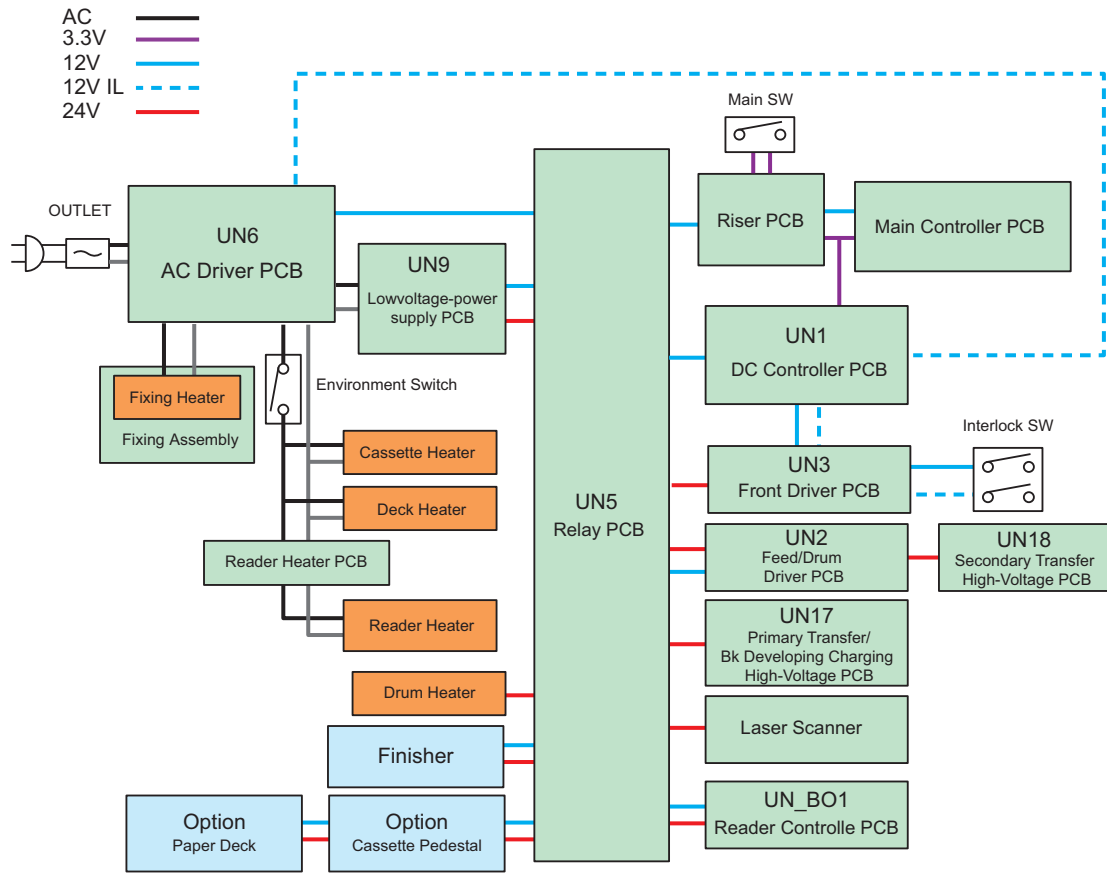 AC
3.3V
12V
12V IL
24V
Main SW
OUTLET
UN6
AC Driver PCB
Riser PCB
Main Controller PCB
UN9
Lowvoltage-power
supply PCB
UN1
DC Controller PCB
Environment Switch
Fixing Heater
Fixing Assembly
Interlock SW
Cassette Heater
UN3
Front Driver PCB
Deck Heater
UN5
Relay PCB
UN2
Feed/Drum
Driver PCB
UN18
Secondary Transfer
High-Voltage PCB
Reader Heater PCB
Reader Heater
UN17
Primary Transfer/
Bk Developing Charging
High-Voltage PCB
Drum Heater
Laser Scanner
Finisher
UN_BO1
Reader Controlle PCB
Option
Paper Deck
Option
Cassette Pedestal